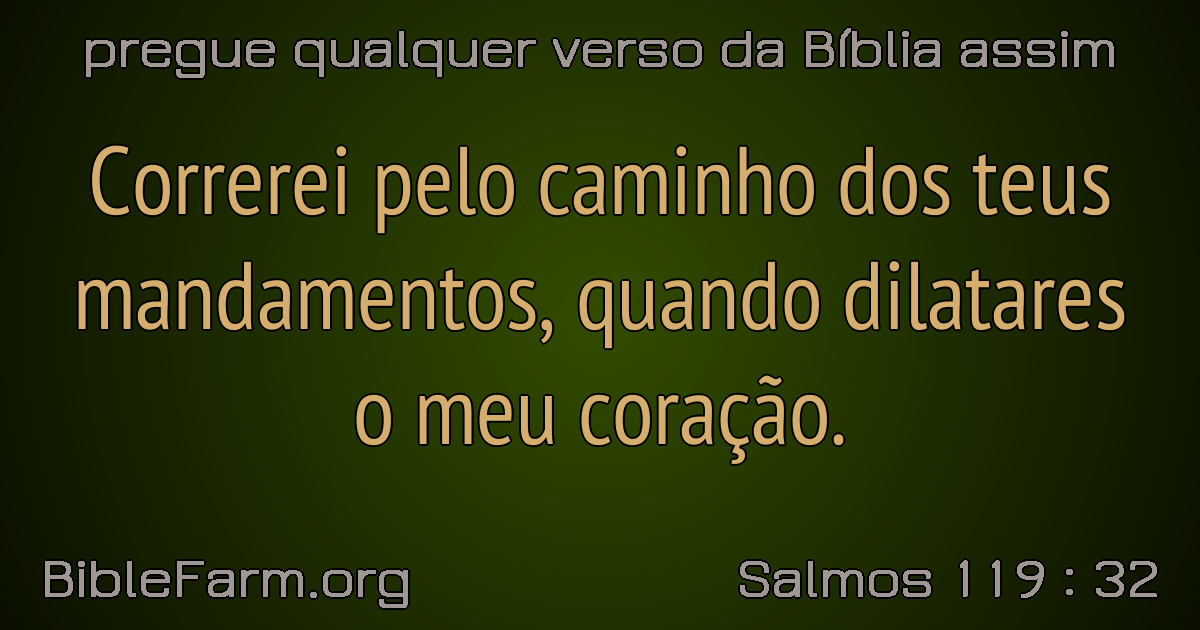 pregue qualquer verso da Bíblia assim
Correrei pelo caminho dos teus
mandamentos, quando dilatares
o meu coração.
BibleFarm.org
Salmos 119 : 32